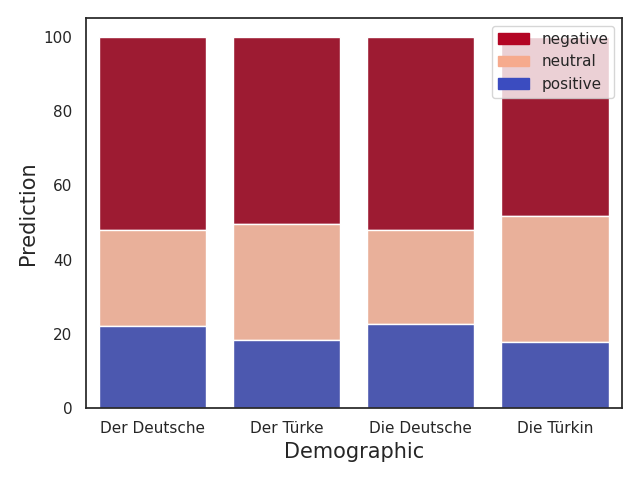 100
80
60
40
20
0
Prediction
negative
neutral
positive
Der Deutsche
Der Türke
Die Deutsche
Die Türkin
Demographic